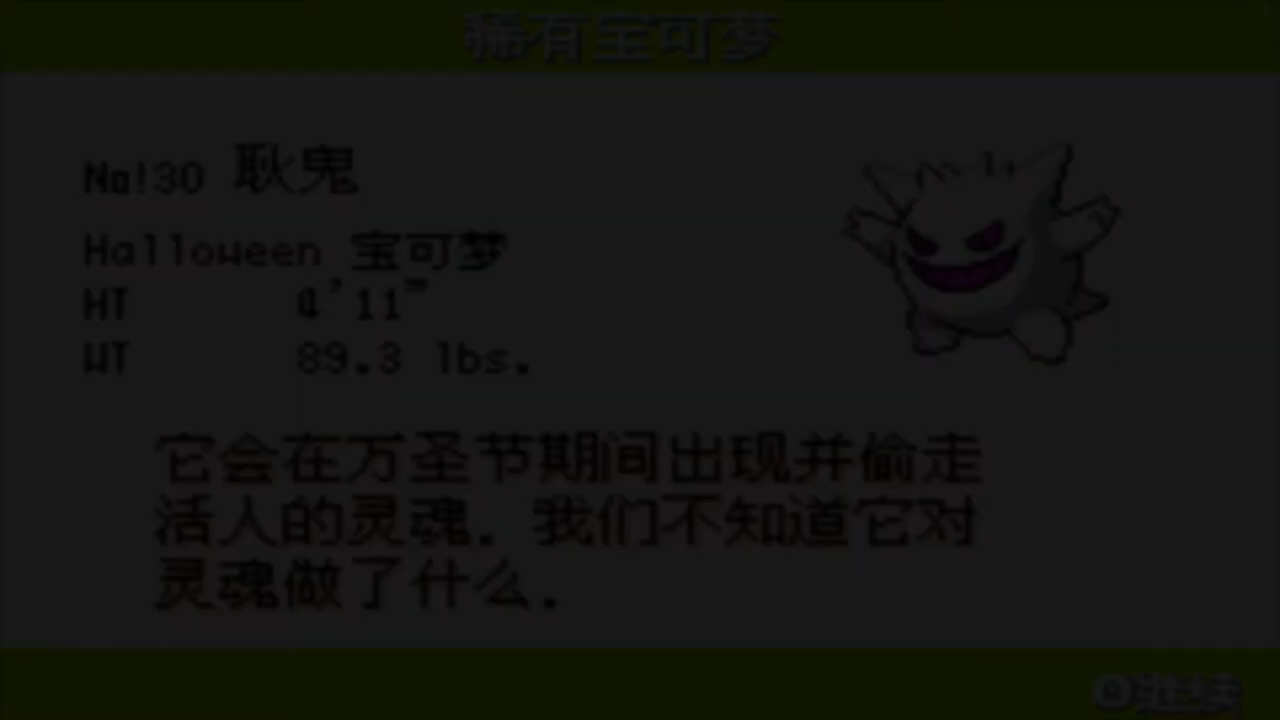 稀有宝可梦
No!30 耿鬼
Halloween 宝可梦
HT 4'11"
WT 89.3 lbs.
它会在万圣节期间出现并偷走
活人的灵魂. 我们不知道它对
灵魂做了什么.
继续